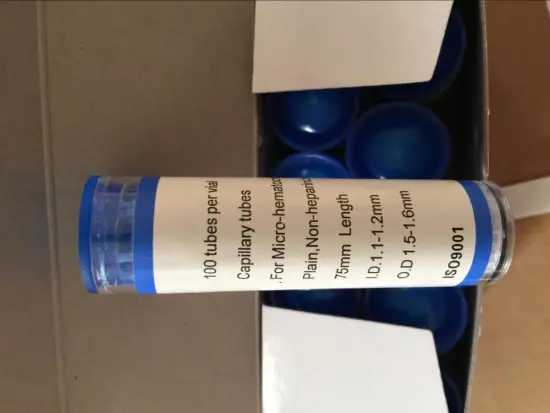 100 tubes per vial
Capillary tubes
.For Micro-hematoc
Plain,Non-heparin
75mm Length
I.D.1.1-1.2mm
O.D 1.5-1.6mm
ISO9001